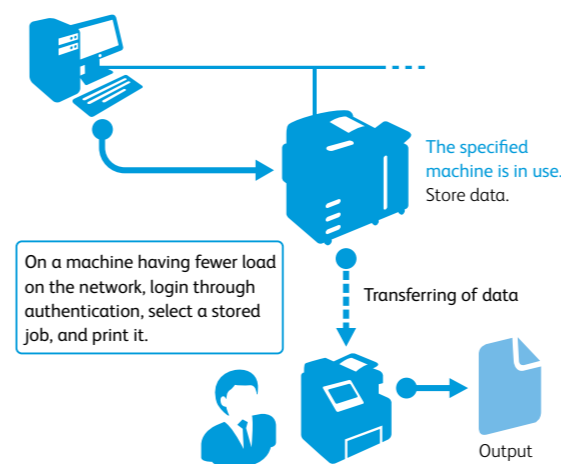 The specified
machine is in use.
Store data.
On a machine having fewer load
on the network, login through
authentication, select a stored
job, and print it.
Transferring of data
Output